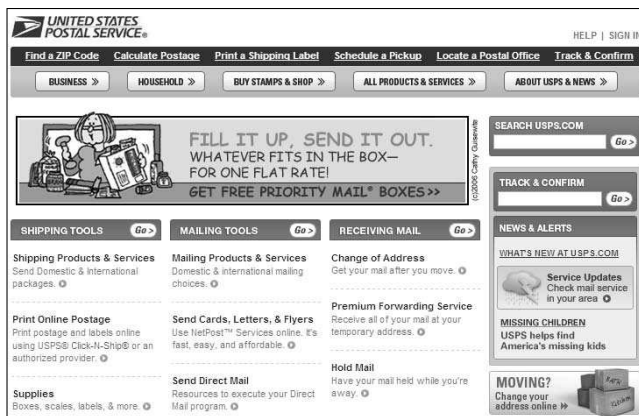 UNITED STATES
POSTAL SERVICE®
HELP | SIGN IN
Find a ZIP Code Calculate Postage Print a Shipping Label Schedule a Pickup Locate a Postal Office Track & Confirm
BUSINESS >> HOUSEHOLD >> BUY STAMPS & SHOP >> ALL PRODUCTS & SERVICES >> ABOUT USPS & NEWS >>
FILL IT UP, SEND IT OUT.
WHATEVER FITS IN THE BOX—
FOR ONE FLAT RATE!
GET FREE PRIORITY MAIL® BOXES>>
(c)2006 Cathy Guisewite
SEARCH USPS.COM
Go>
TRACK & CONFIRM
Go>
SHIPPING TOOLS Go>
Shipping Products & Services
Send Domestic & International
packages.
Print Online Postage
Print postage and labels online
using USPS® Click-N-Ship® or an
authorized provider.
Supplies
Boxes, scales, labels, & more.
MAILING TOOLS Go>
Mailing Products & Services
Domestic & international mailing
choices.
Send Cards, Letters, & Flyers
Use NetPost™ Services online. It's
fast, easy, and affordable.
Send Direct Mail
Resources to execute your Direct
Mail program.
RECEIVING MAIL Go>
Change of Address
Get your mail after you move.
Premium Forwarding Service
Receive all of your mail at your
temporary address.
Hold Mail
Have your mail held while you're
away.
NEWS & ALERTS
WHAT'S NEW AT USPS.COM
Service Updates
Check mail service
in your area
MISSING CHILDREN
USPS helps find
America's missing kids
MOVING?
Change your
address online >>